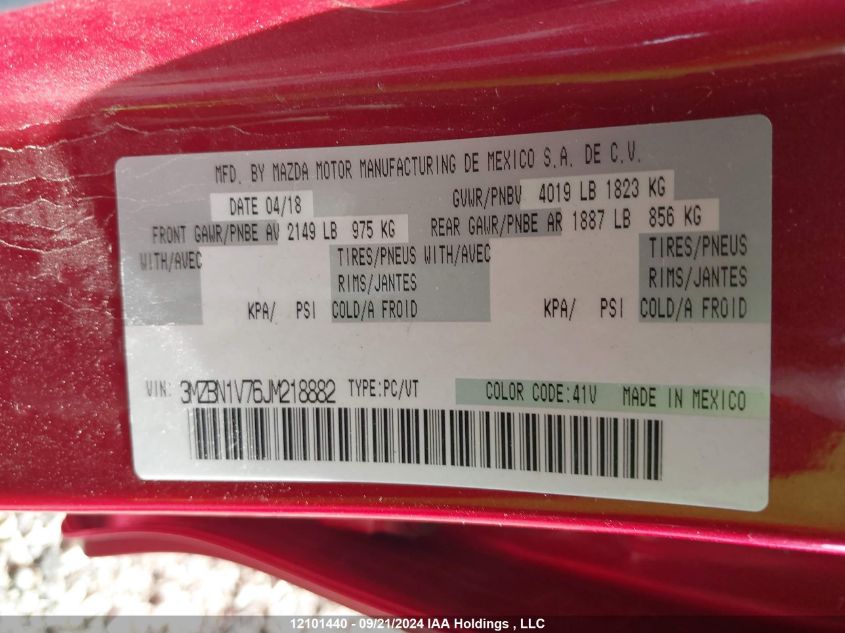 MFD. BY MAZDA MOTOR MANUFACTURING DE MEXICO S.A. DE C.V.
DATE 04/18 GVWR/PNBV 4019 LB 1823 KG
FRONT GAWR/PNBE AV 2149 LB 975 KG REAR GAWR/PNBE AR 1887 LB 856 KG
WITH/AVEC TIRES/PNEUS WITH/AVEC TIRES/PNEUS
RIMS/JANTES RIMS/JANTES
KPA/ PSI COLD/A FROID KPA/ PSI COLD/A FROID
VIN: 3MZBN1V76JM218882 TYPE:PC/VT COLOR CODE:41V MADE IN MEXICO
12101440 - 09/21/2024 IAA Holdings , LLC